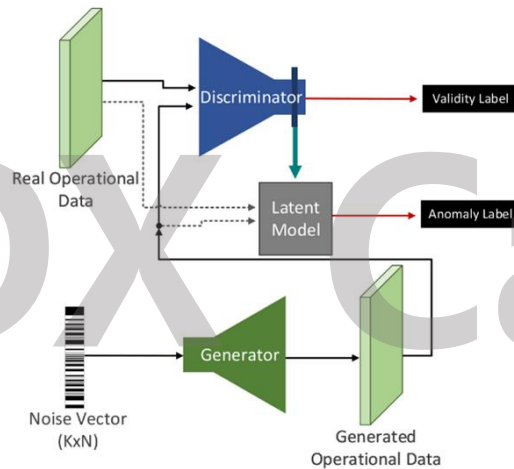 Discriminator
Validity Label
Real Operational
Data
Latent
Model
Anomaly Label
Generator
Noise Vector
(KxN)
Generated
Operational Data